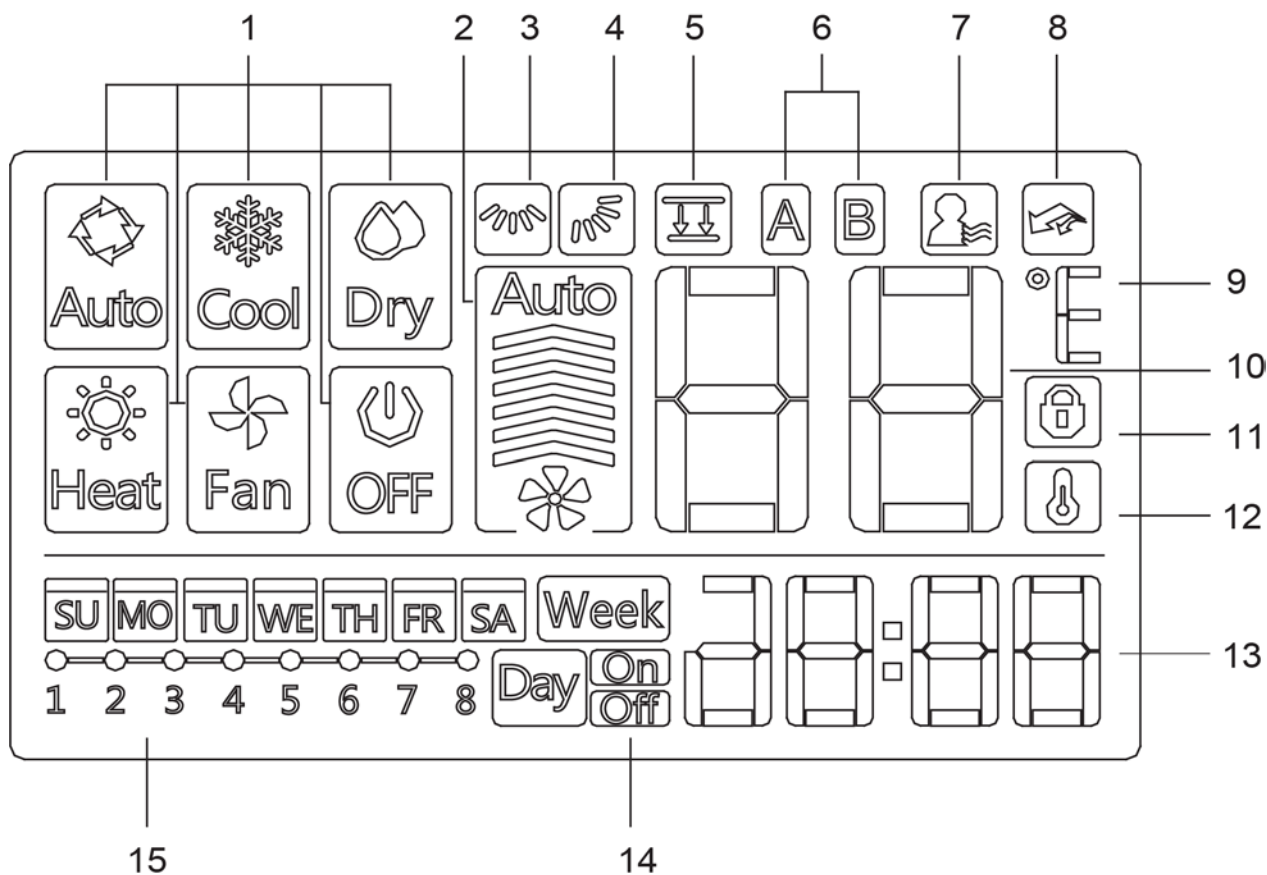 1 2 3 4 5 6 7 8
A B
Auto Cool Dry
Auto
9
10
Heat Fan OFF
11
12
SU MO TU WE TH FR SA Week
Day On
Off
13
1 2 3 4 5 6 7 8
15 14